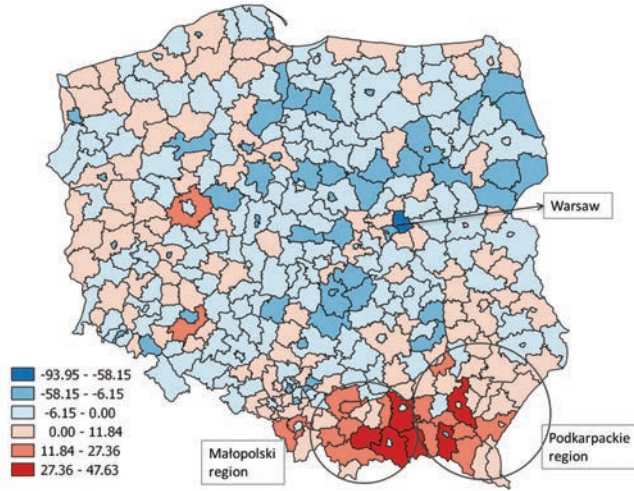 Warsaw
-93.95 - -58.15
-58.15 - -6.15
-6.15 - 0.00
0.00 - 11.84
11.84 - 27.36
27.36 - 47.63
Małopolski
region
Podkarpackie
region